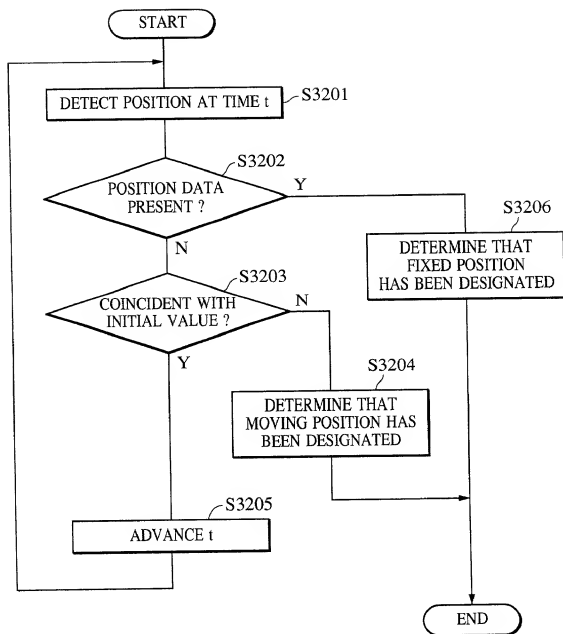 START
DETECT POSITION AT TIME t
S3201
S3202
POSITION DATA
PRESENT ?
Y
N
S3206
DETERMINE THAT
FIXED POSITION
HAS BEEN DESIGNATED
S3203
COINCIDENT WITH
INITIAL VALUE ?
N
Y
S3204
DETERMINE THAT
MOVING POSITION HAS
BEEN DESIGNATED
S3205
ADVANCE t
END